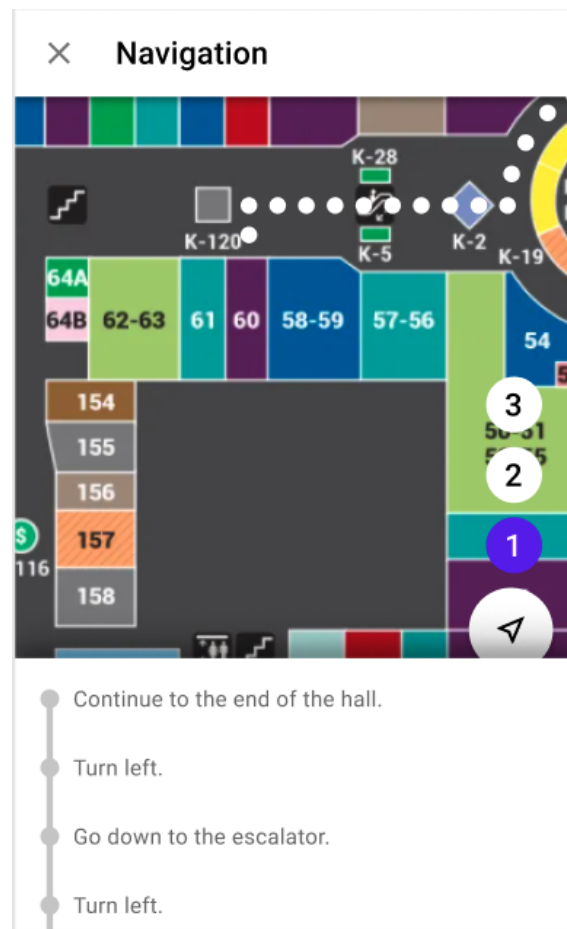 Navigation
K-28
K-120
K-5
K-2
K-19
64A
64B
62-63
61
60
58-59
57-56
54
154
155
156
157
158
$
116
3
2
1
Continue to the end of the hall.
Turn left.
Go down to the escalator.
Turn left.